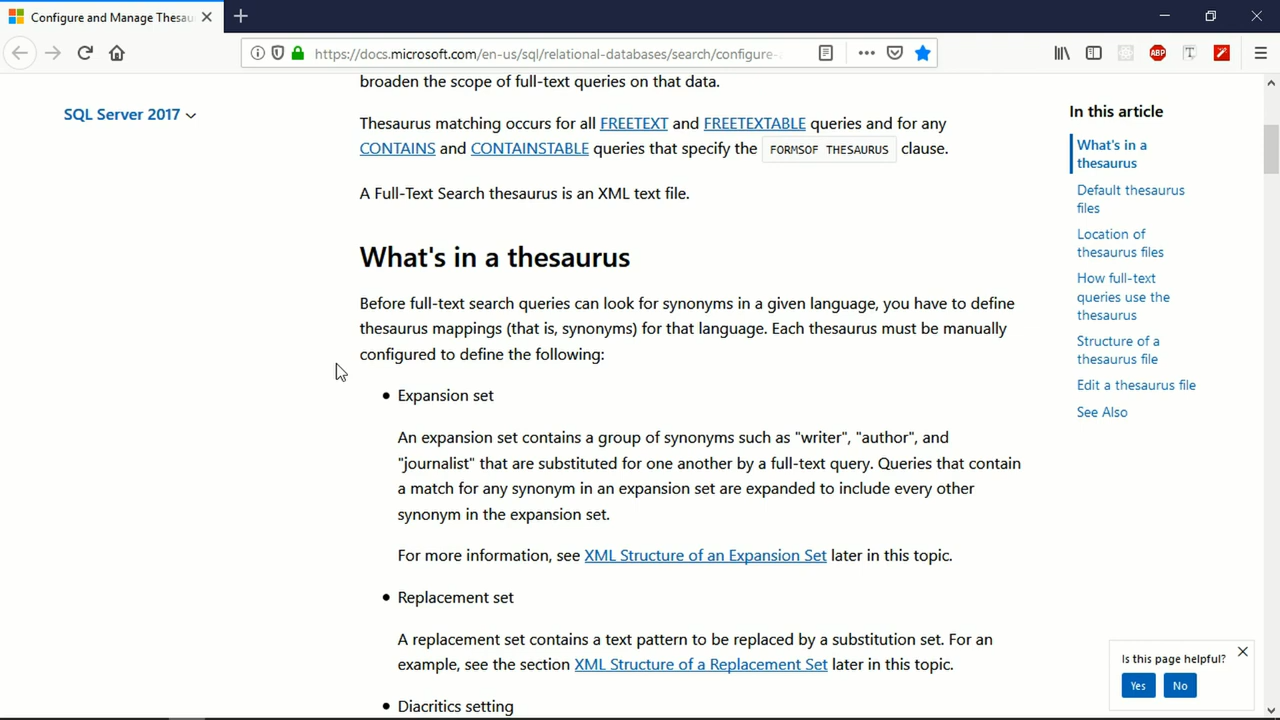 Configure and Manage Thesau
https://docs.microsoft.com/en-us/sql/relational-databases/search/configure-
ABP
T
SQL Server 2017
broaden the scope of full-text queries on that data.
Thesaurus matching occurs for all FREETEXT and FREETEXTABLE queries and for any
CONTAINS and CONTAINSTABLE queries that specify the FORMSOF THESAURUS clause.
A Full-Text Search thesaurus is an XML text file.
What's in a thesaurus
Before full-text search queries can look for synonyms in a given language, you have to define
thesaurus mappings (that is, synonyms) for that language. Each thesaurus must be manually
configured to define the following:
• Expansion set
An expansion set contains a group of synonyms such as "writer", "author", and
"journalist" that are substituted for one another by a full-text query. Queries that contain
a match for any synonym in an expansion set are expanded to include every other
synonym in the expansion set.
For more information, see XML Structure of an Expansion Set later in this topic.
• Replacement set
A replacement set contains a text pattern to be replaced by a substitution set. For an
example, see the section XML Structure of a Replacement Set later in this topic.
• Diacritics setting
In this article
What's in a
thesaurus
Default thesaurus
files
Location of
thesaurus files
How full-text
queries use the
thesaurus
Structure of a
thesaurus file
Edit a thesaurus file
See Also
Is this page helpful?
Yes No